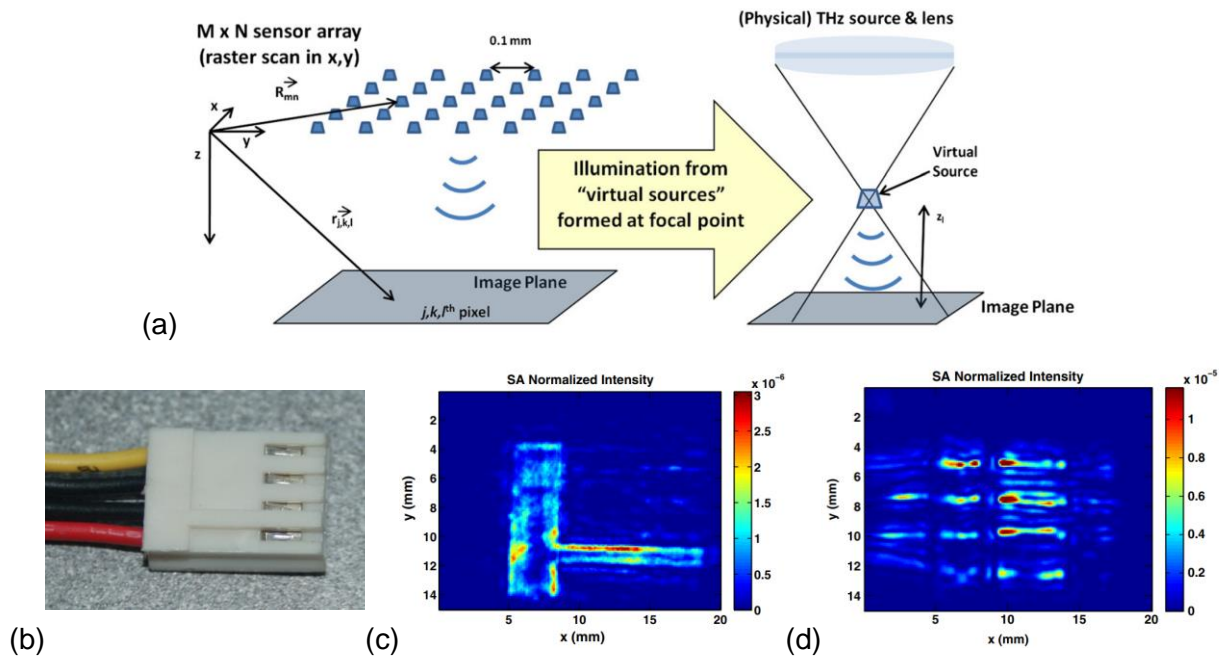 M x N sensor array
(raster scan in x,y)
0.1 mm
R⃗mn
x
y
z
r⃗j,k,l
Image Plane
j,k,lth pixel
Illumination from
“virtual sources”
formed at focal point
(Physical) THz source & lens
Virtual
Source
zl
Image Plane
(a)
(b)
SA Normalized Intensity
x 10⁻⁶
3
2.5
2
1.5
1
0.5
0
2
4
6
8
10
12
14
y (mm)
5
10
15
20
x (mm)
(c)
SA Normalized Intensity
x 10⁻⁵
1
0.8
0.6
0.4
0.2
0
2
4
6
8
10
12
14
y (mm)
5
10
15
20
x (mm)
(d)